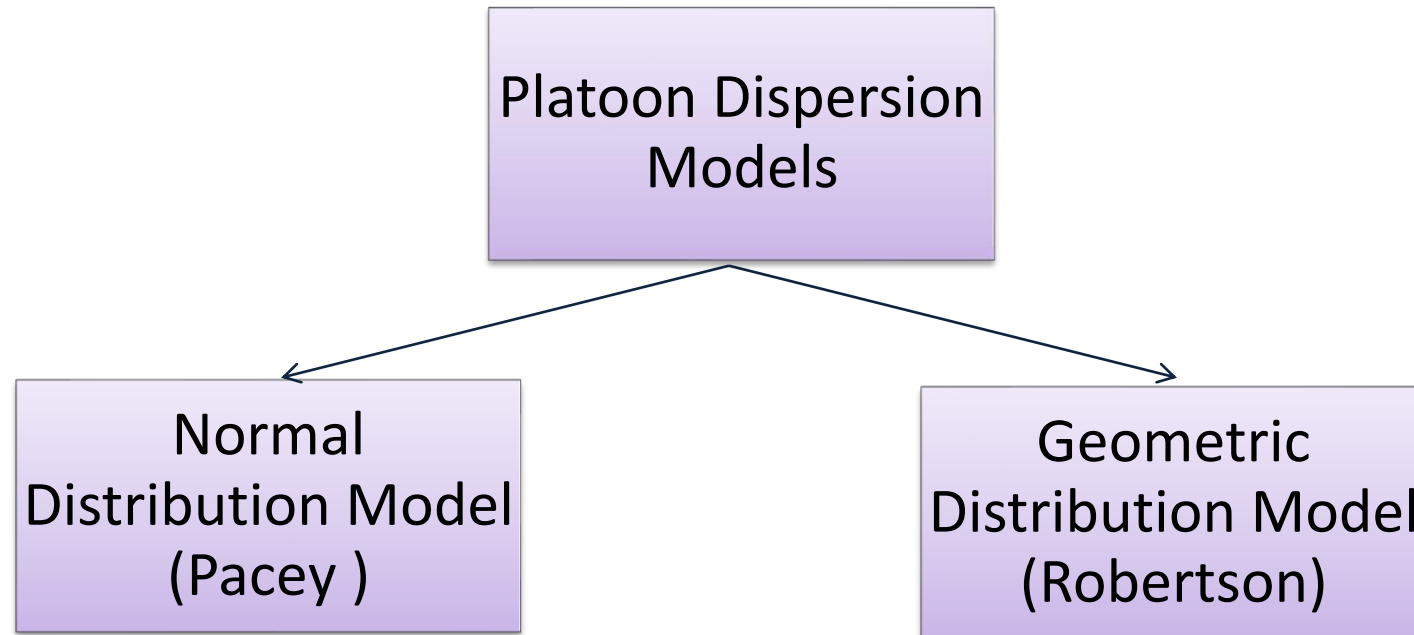 Platoon Dispersion
Models
Normal
Distribution Model
(Pacey )
Geometric
Distribution Model
(Robertson)